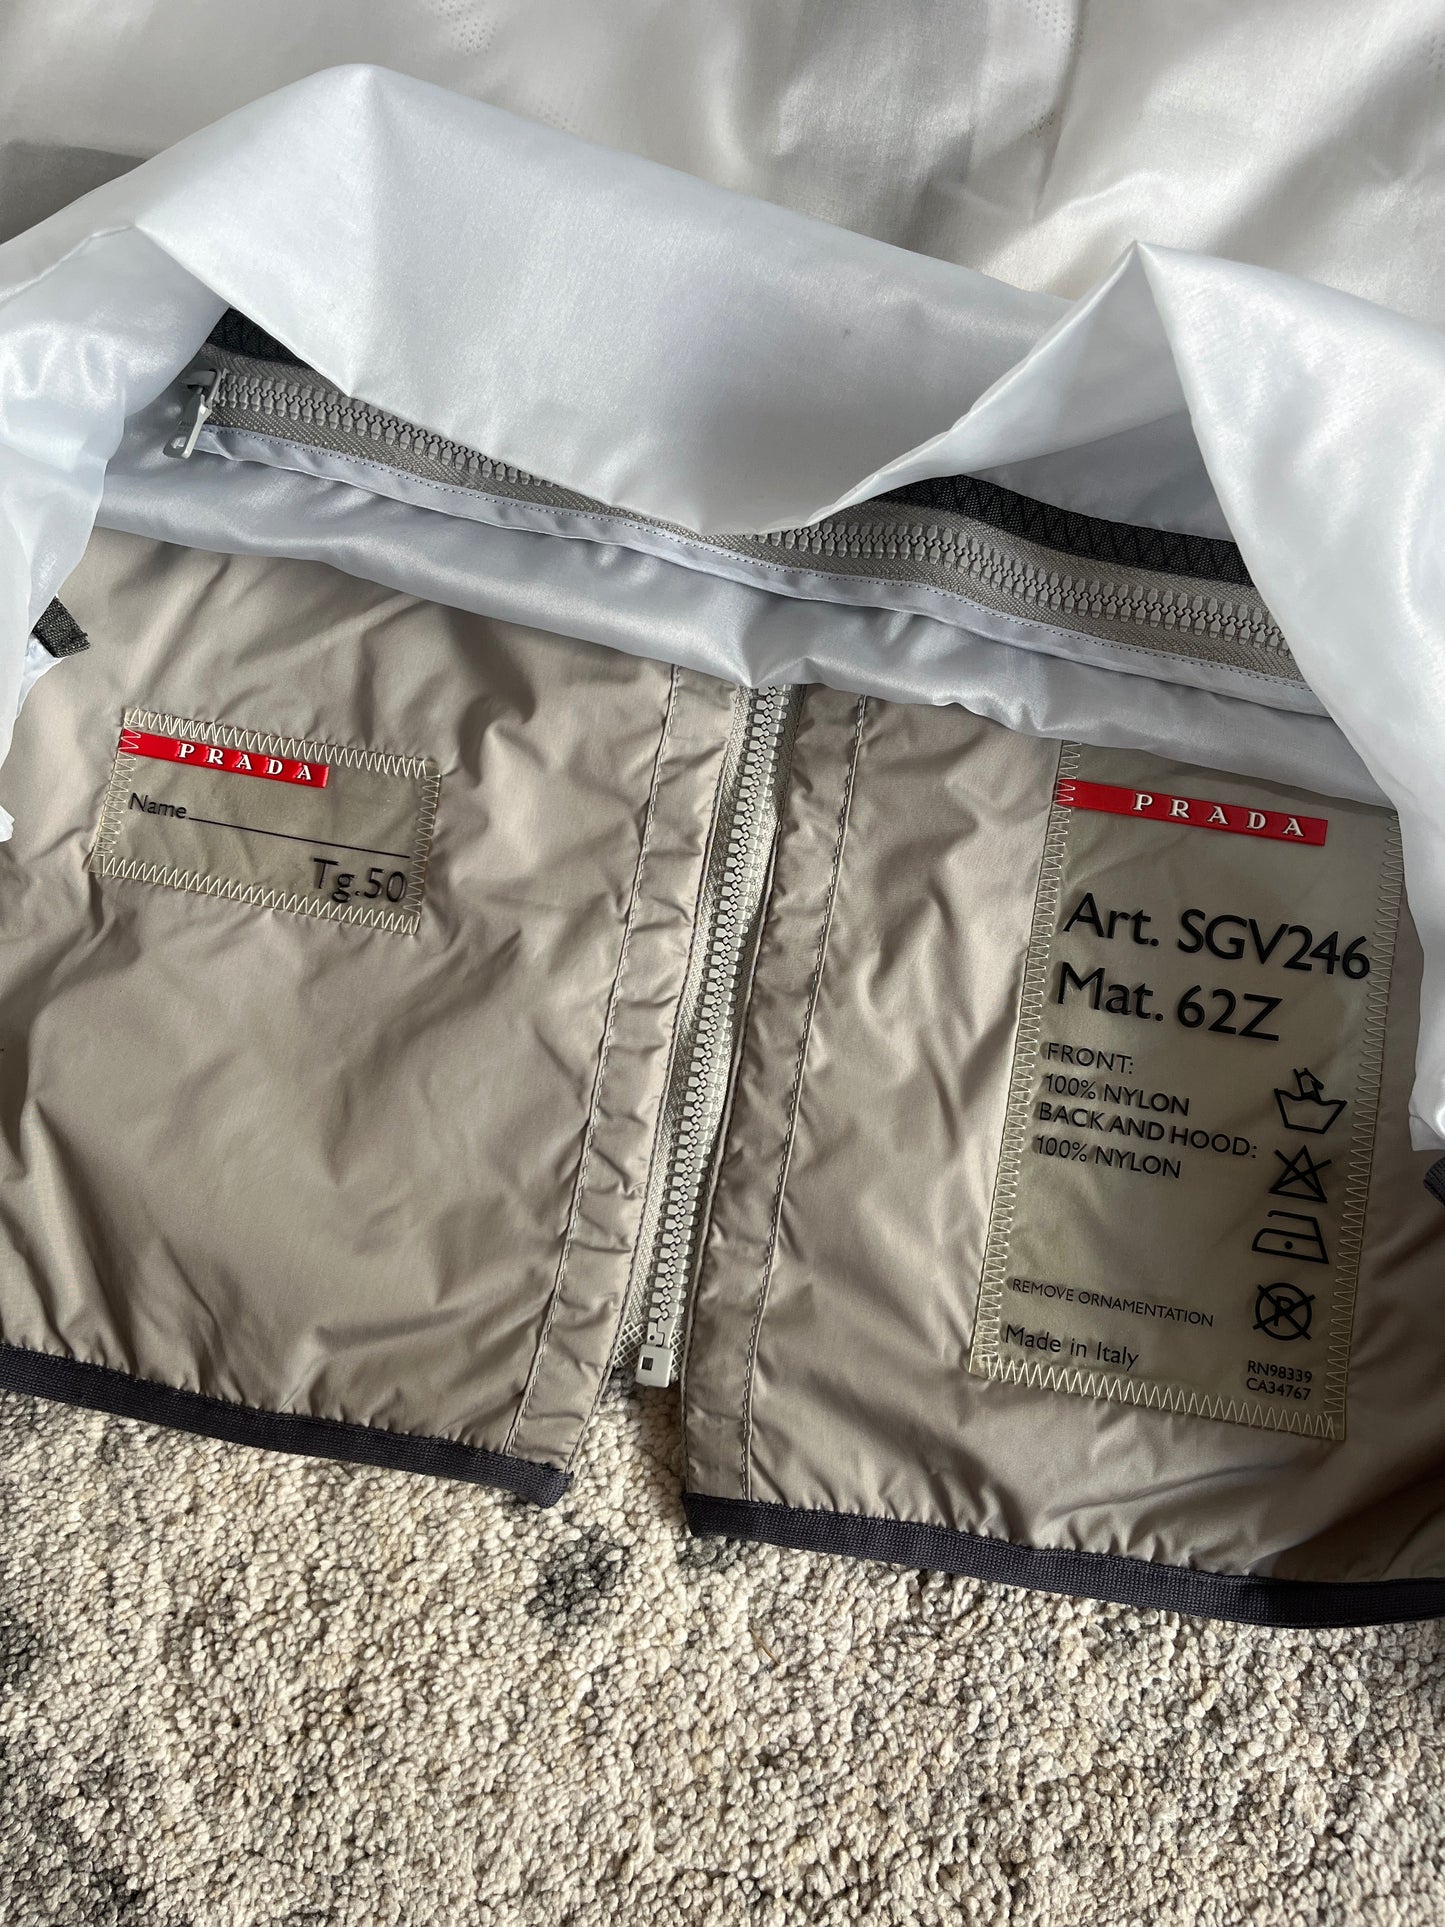 PRADA
Name
Tg.50
PRADA
Art. SGV246
Mat. 62Z
FRONT:
100% NYLON
BACK AND HOOD:
100% NYLON
REMOVE ORNAMENTATION
Made in Italy
RN98339
CA34767